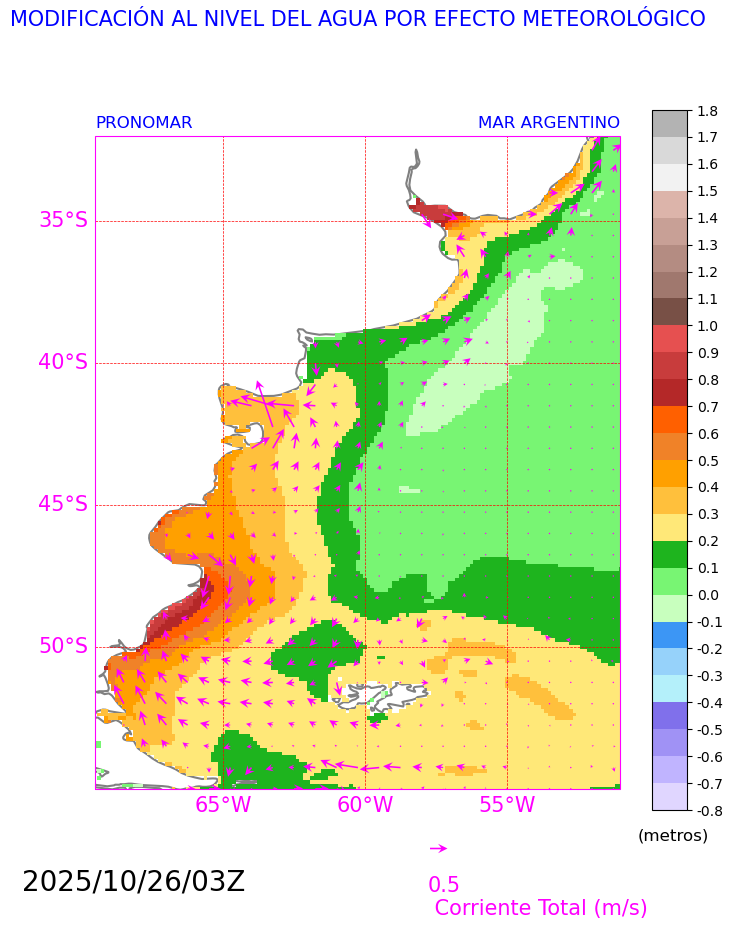 MODIFICACIÓN AL NIVEL DEL AGUA POR EFECTO METEOROLÓGICO
PRONOMAR
MAR ARGENTINO
35°S
40°S
45°S
50°S
65°W
60°W
55°W
1.8
1.7
1.6
1.5
1.4
1.3
1.2
1.1
1.0
0.9
0.8
0.7
0.6
0.5
0.4
0.3
0.2
0.1
0.0
-0.1
-0.2
-0.3
-0.4
-0.5
-0.6
-0.7
-0.8
(metros)
2025/10/26/03Z
0.5
Corriente Total (m/s)